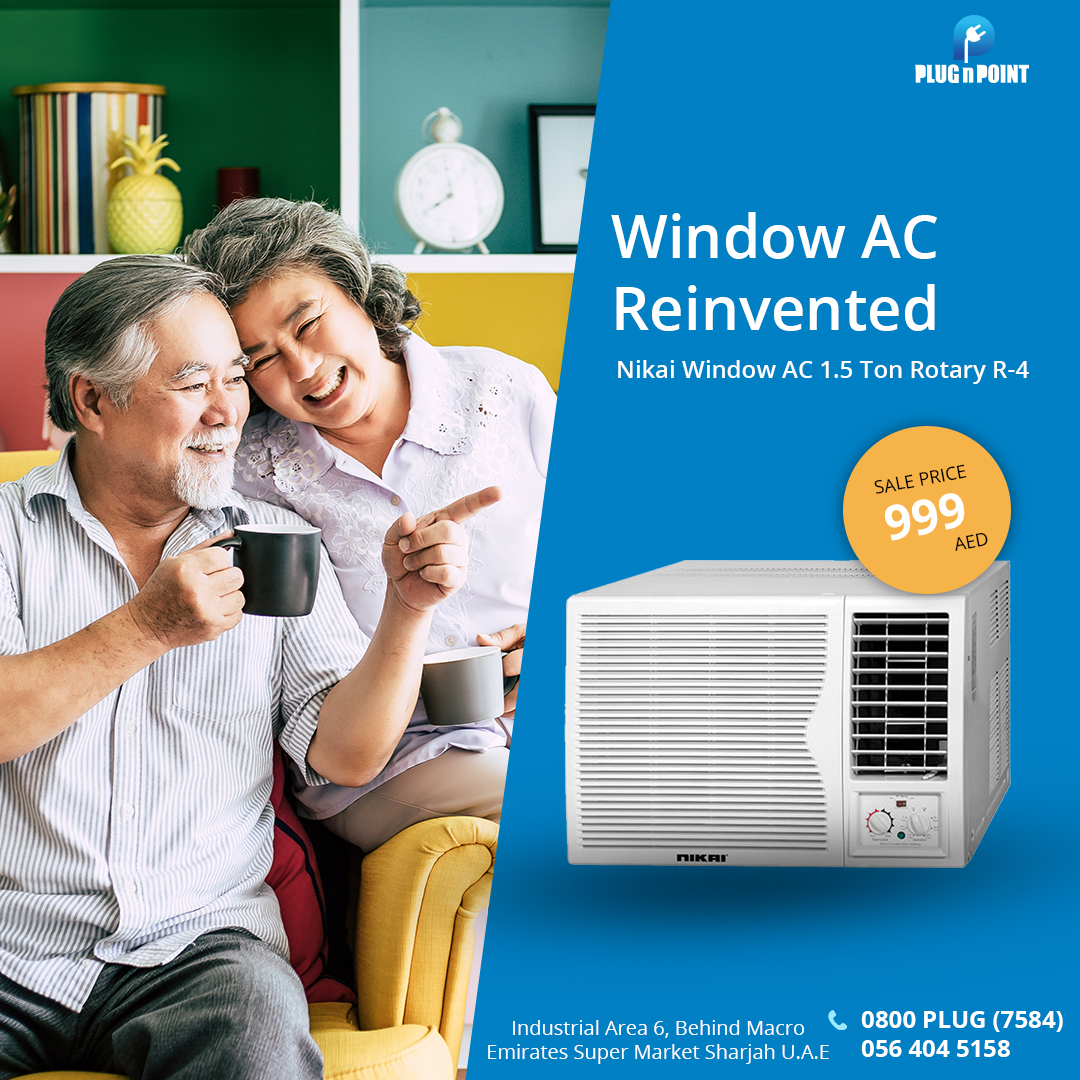 PLUG n POINT
Window AC
Reinvented
Nikai Window AC 1.5 Ton Rotary R-4
SALE PRICE
999
AED
NIKAI
Industrial Area 6, Behind Macro
Emirates Super Market Sharjah U.A.E
0800 PLUG (7584)
056 404 5158